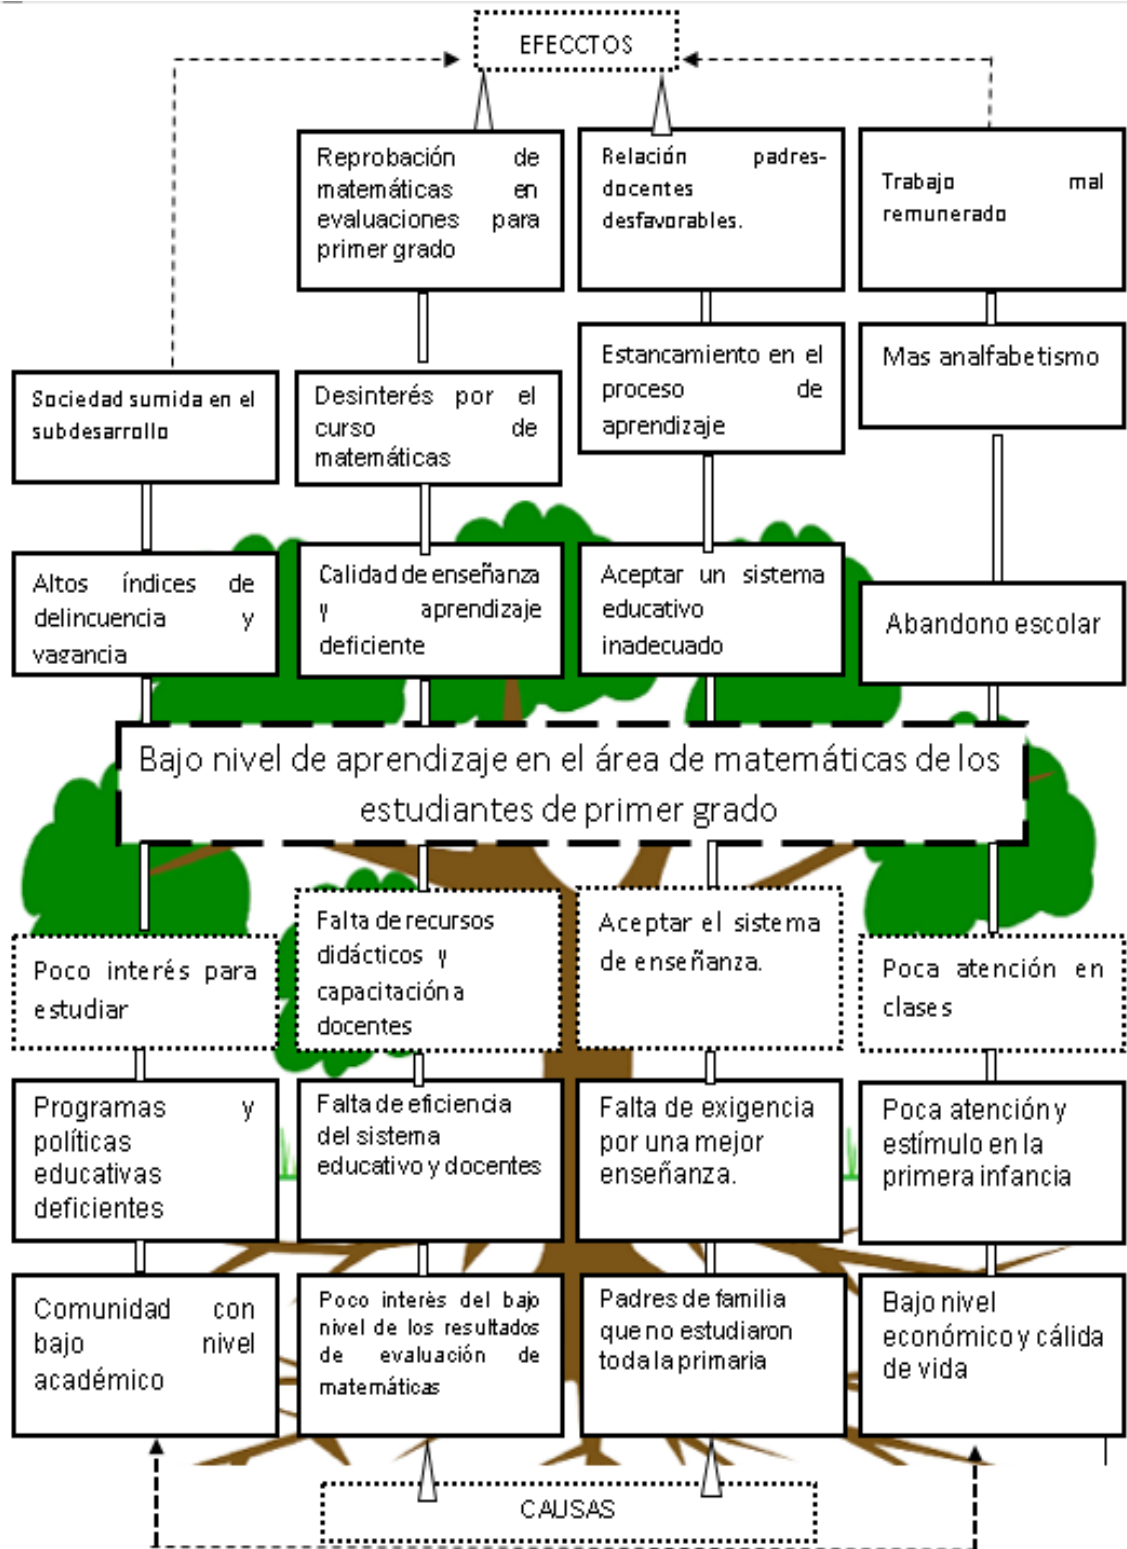 EFECCTOS
Reprobación de
matemáticas en
evaluaciones para
primer grado
Relación padres-
docentes
desfavorables.
Trabajo mal
remunerado
Sociedad sumida en el
subdesarrollo
Desinterés por el
curso de
matemáticas
Estancamiento en el
proceso de
aprendizaje
Mas analfabetismo
Altos índices de
delincuencia y
vagancia
Calidad de enseñanza
y aprendizaje
deficiente
Aceptar un sistema
educativo
inadecuado
Abandono escolar
Bajo nivel de aprendizaje en el área de matemáticas de los
estudiantes de primer grado
Poco interés para
estudiar
Falta de recursos
didácticos y
capacitación a
docentes
Aceptar el sistema
de enseñanza.
Poca atención en
clases
Programas y
políticas
educativas
deficientes
Falta de eficiencia
del sistema
educativo y docentes
Falta de exigencia
por una mejor
enseñanza.
Poca atención y
estímulo en la
primera infancia
Comunidad con
bajo nivel
académico
Poco interés del bajo
nivel de los resultados
de evaluación de
matemáticas
Padres de familia
que no estudiaron
toda la primaria
Bajo nivel
económico y cálida
de vida
CAUSAS